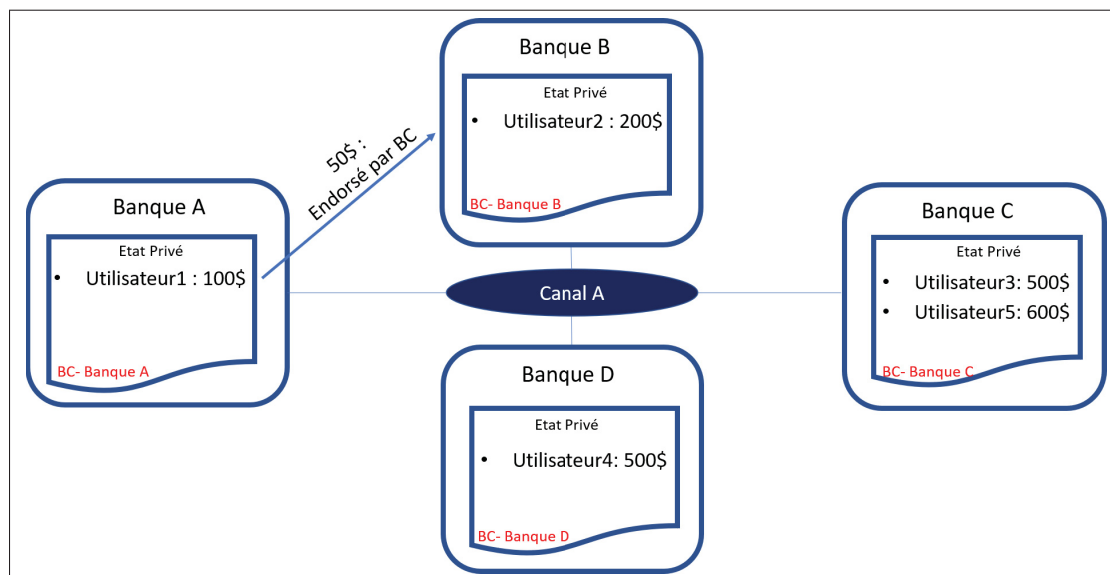 Banque B
Etat Privé
• Utilisateur2 : 200$
BC- Banque B
50$ :
Endorsé par BC
Banque A
Etat Privé
• Utilisateur1 : 100$
BC- Banque A
Canal A
Banque C
Etat Privé
• Utilisateur3: 500$
• Utilisateur5: 600$
BC- Banque C
Banque D
Etat Privé
• Utilisateur4: 500$
BC- Banque D